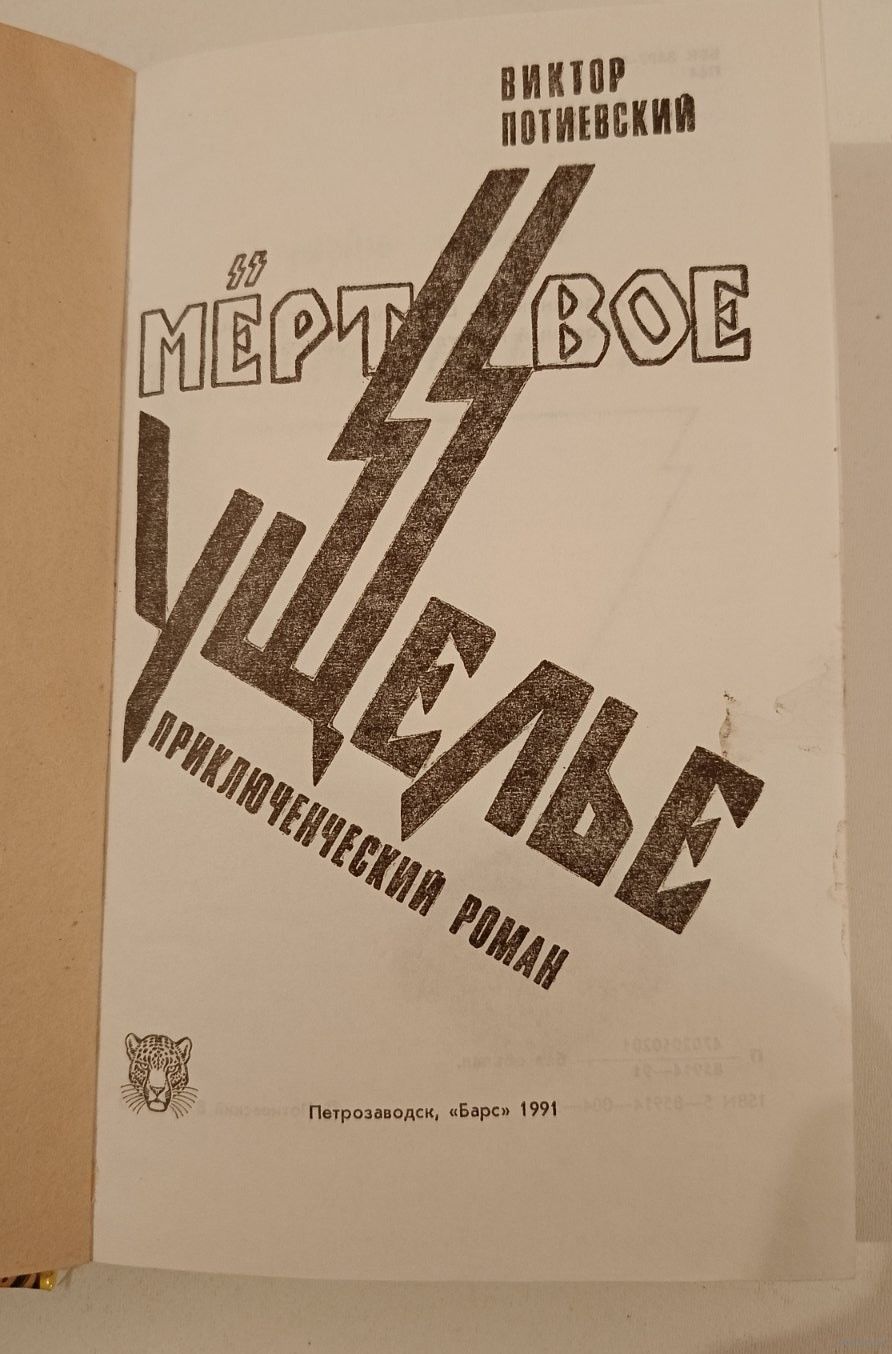 ВИКТОР
ПОТИЕВСКИЙ
МЁРТВОЕ
УЩЕЛЬЕ
ПРИКЛЮЧЕНЧЕСКИЙ РОМАН
Петрозаводск, «Барс» 1991